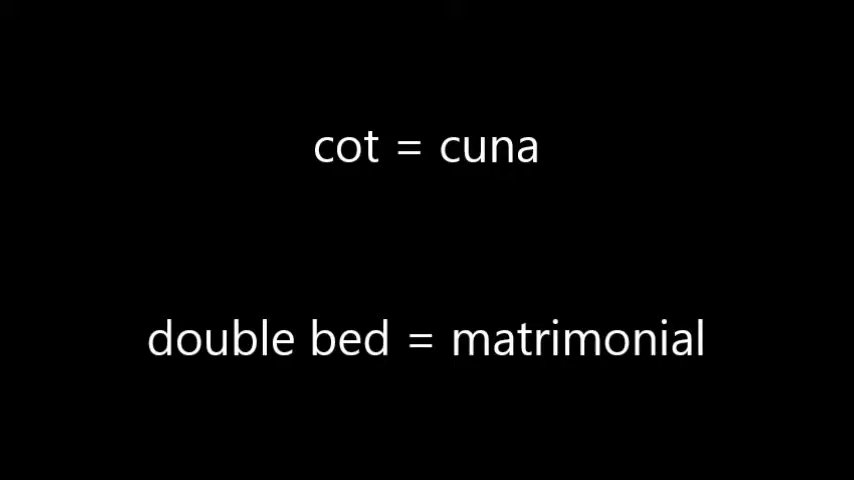 cot = cuna
double bed = matrimonial